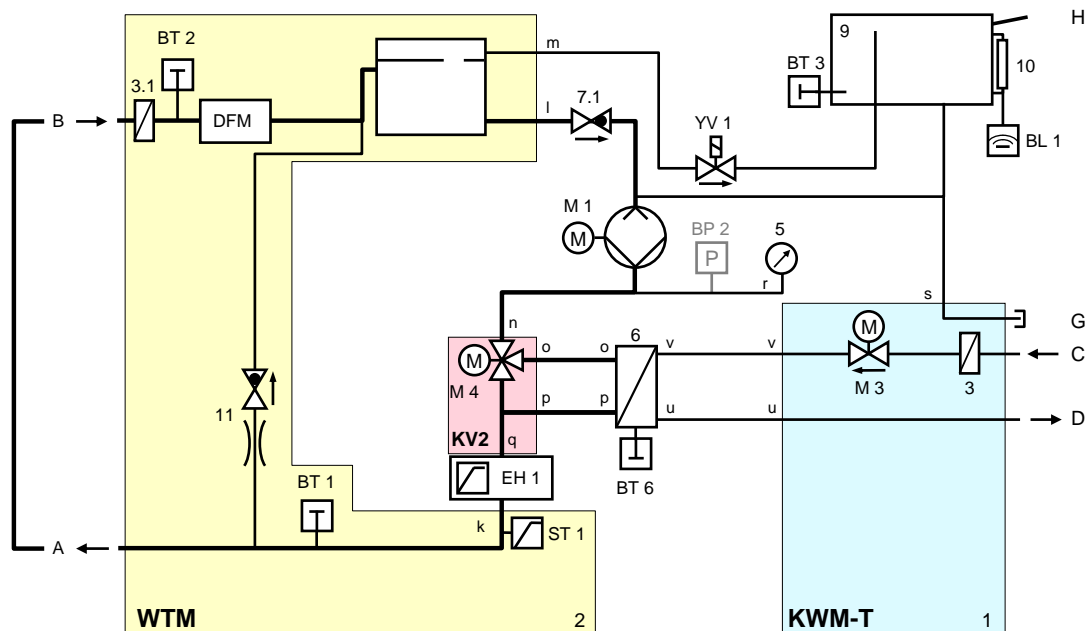 H
9
m
BT 2
BT 3
10
3.1
7.1
l
YV 1
B
DFM
BL 1
M 1
BP 2
5
M
P
r
s
G
n
M
6
M
o
o
v
v
C
M 4
M 3
3
11
p
p
u
u
D
KV2
q
EH 1
BT 1
BT 6
k
ST 1
A
WTM
2
KWM-T
1